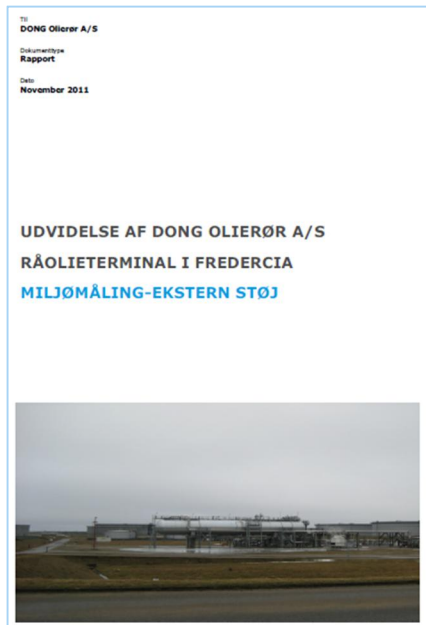 Til
DONG Olierør A/S
Dokumenttype
Rapport
Dato
November 2011
UDVIDELSE AF DONG OLIERØR A/S
RÅOLIETERMINAL I FREDERCIA
MILJØMÅLING-EKSTERN STØJ